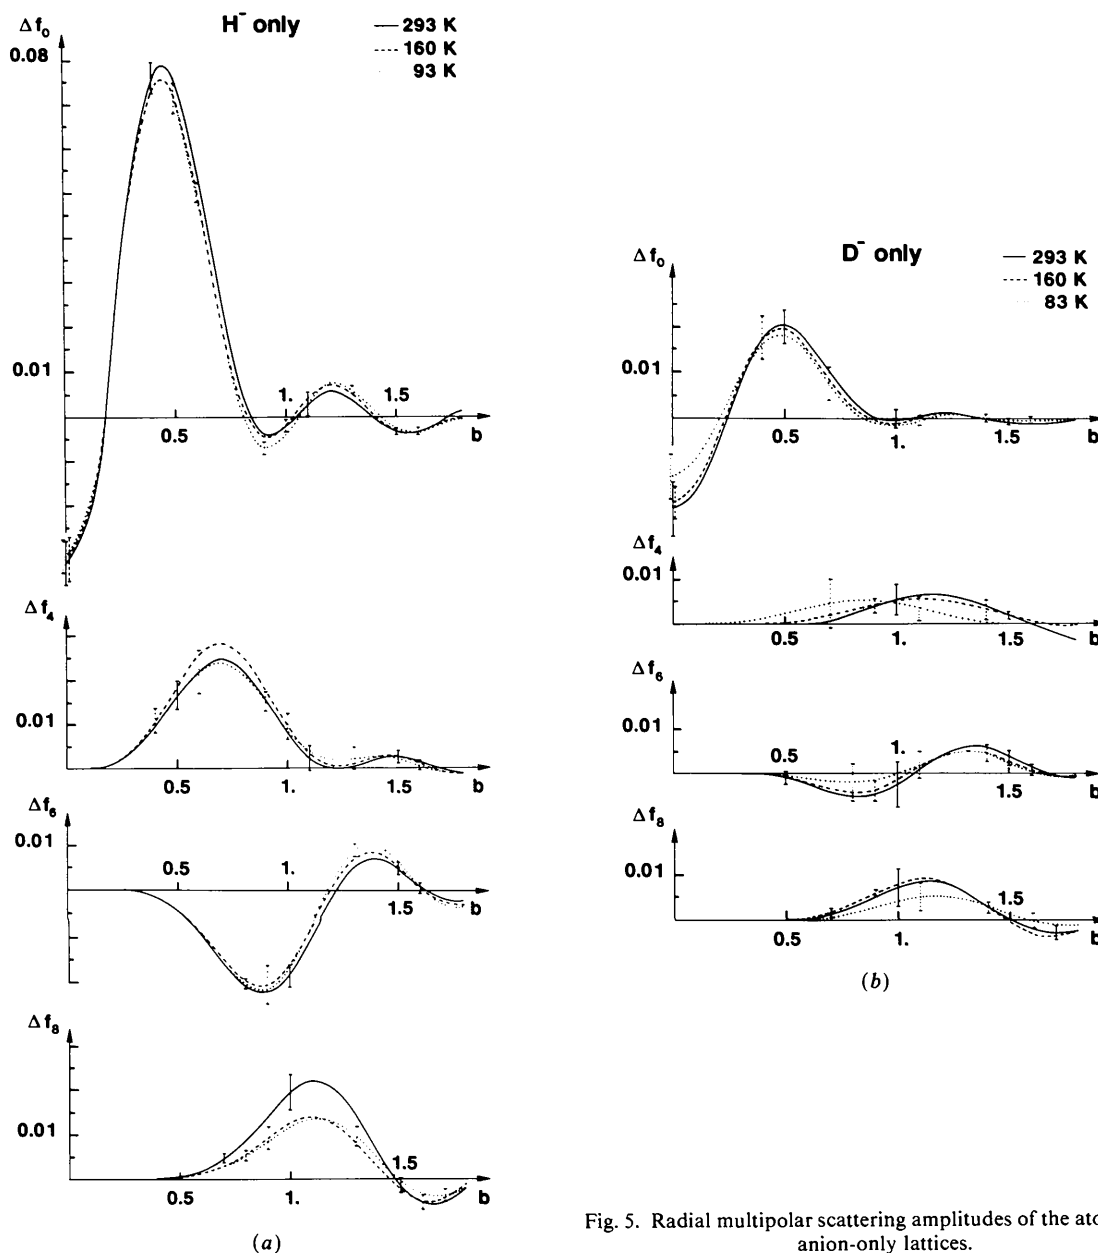 Δf₀
H⁻ only
293 K
160 K
93 K
0.08
0.01
0.5
1.
1.5
b
Δf₄
0.01
0.5
1.
1.5
b
Δf₆
0.01
0.5
1.
1.5
b
Δf₈
0.01
0.5
1.
1.5
b
(a)
Δf₀
D⁻ only
293 K
160 K
83 K
0.01
0.5
1.
1.5
b
Δf₄
0.01
0.5
1.
1.5
b
Δf₆
0.01
0.5
1.
1.5
b
Δf₈
0.01
0.5
1.
1.5
b
(b)
Fig. 5. Radial multipolar scattering amplitudes of the
anion-only lattices.